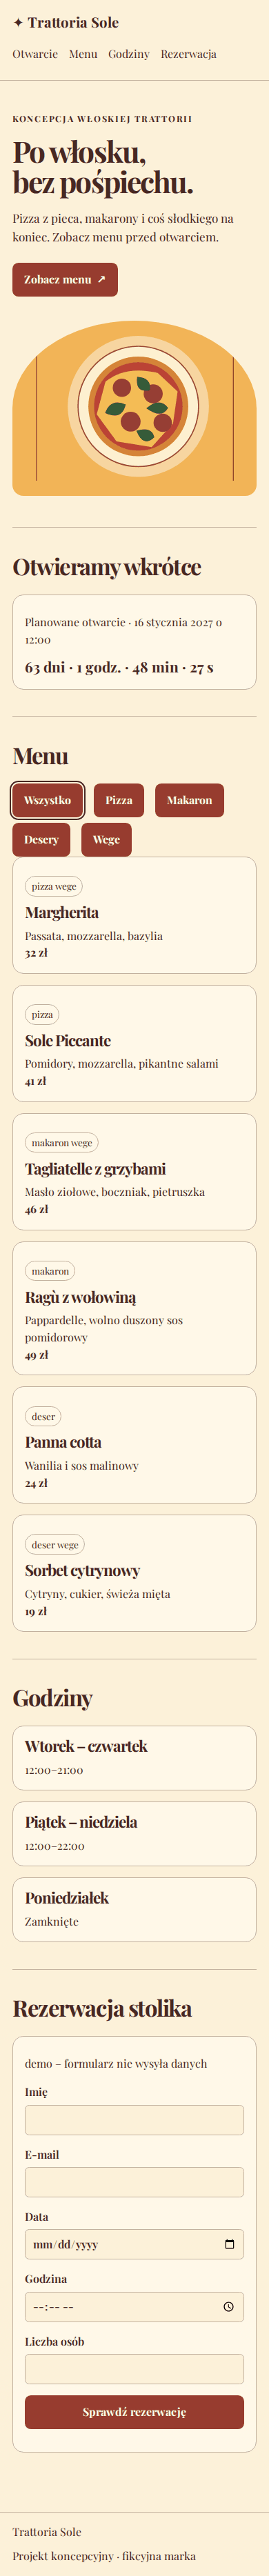 ✦ Trattoria Sole
Otwarcie Menu Godziny Rezerwacja
KONCEPCJA WŁOSKIEJ TRATTORII
Po włosku,
bez pośpiechu.
Pizza z pieca, makarony i coś słodkiego na
koniec. Zobacz menu przed otwarciem.
Zobacz menu ↗
Otwieramy wkrótce
Planowane otwarcie · 16 stycznia 2027 o
12:00
63 dni · 1 godz. · 48 min · 27 s
Menu
Wszystko Pizza Makaron
Desery Wege
pizza wege
Margherita
Passata, mozzarella, bazylia
32 zł
pizza
Sole Piccante
Pomidory, mozzarella, pikantne salami
41 zł
makaron wege
Tagliatelle z grzybami
Masło ziołowe, boczniak, pietruszka
46 zł
makaron
Ragù z wołowiną
Pappardelle, wolno duszony sos
pomidorowy
49 zł
deser
Panna cotta
Wanilia i sos malinowy
24 zł
deser wege
Sorbet cytrynowy
Cytryny, cukier, świeża mięta
19 zł
Godziny
Wtorek – czwartek
12:00–21:00
Piątek – niedziela
12:00–22:00
Poniedziałek
Zamknięte
Rezerwacja stolika
demo – formularz nie wysyła danych
Imię
E-mail
Data
mm/dd/yyyy
Godzina
--:-- --
Liczba osób
Sprawdź rezerwację
Trattoria Sole
Projekt koncepcyjny · fikcyjna marka